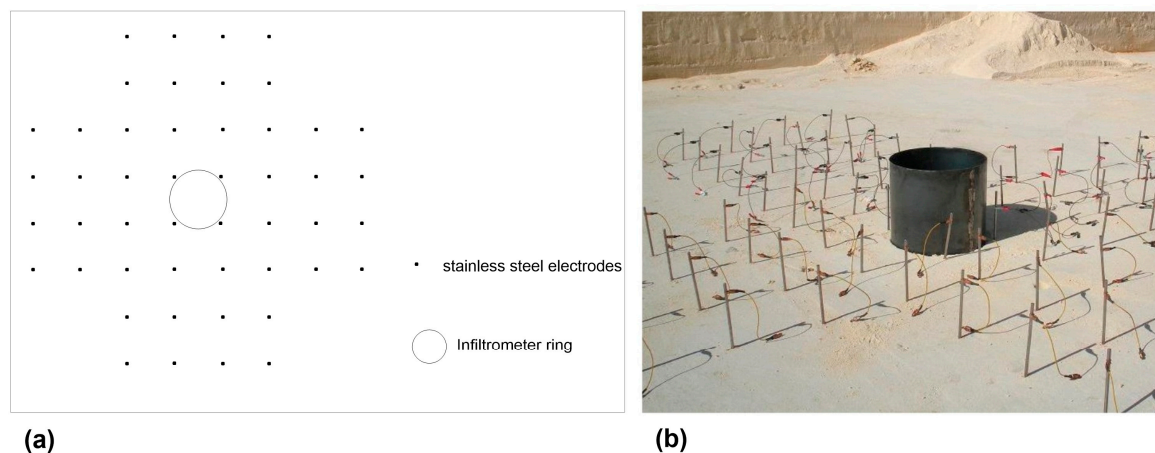 stainless steel electrodes
Infiltrometer ring
(a)
(b)